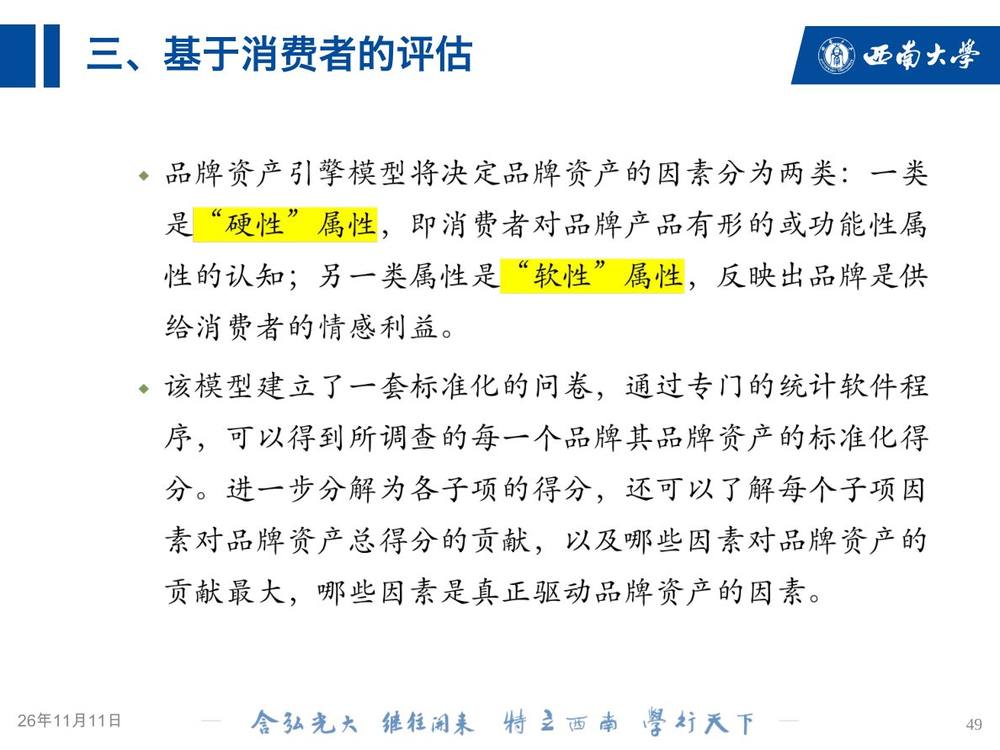 三、基于消费者的评估
西南大学
品牌资产引擎模型将决定品牌资产的因素分为两类：一类
是“硬性”属性，即消费者对品牌产品有形的或功能性属
性的认知；另一类属性是“软性”属性，反映出品牌是供
给消费者的情感利益。
该模型建立了一套标准化的问卷，通过专门的统计软件程
序，可以得到所调查的每一个品牌其品牌资产的标准化得
分。进一步分解为各子项的得分，还可以了解每个子项因
素对品牌资产总得分的贡献，以及哪些因素对品牌资产的
贡献最大，哪些因素是真正驱动品牌资产的因素。
26年11月11日
含弘光大 继往开来 特立西南 學行天下
49